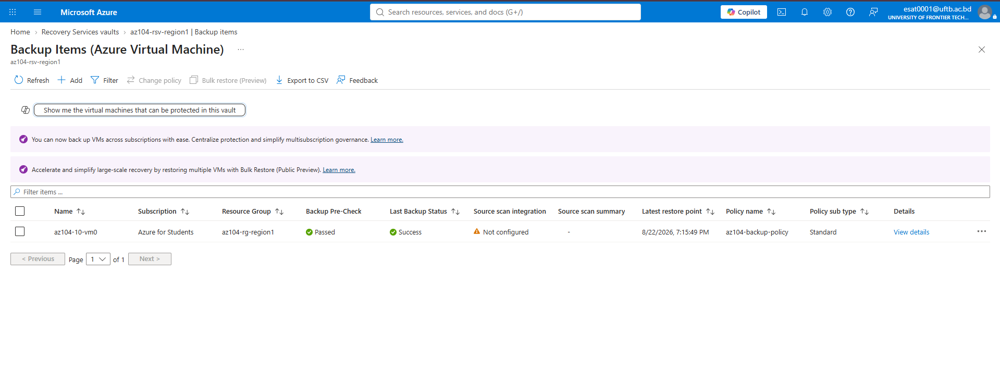 Microsoft Azure
Search resources, services, and docs (G+/)
Copilot
esat0001@uftb.ac.bd
UNIVERSITY OF FRONTIER TECH...
Home > Recovery Services vaults > az104-rsv-region1 | Backup items
Backup Items (Azure Virtual Machine) ...
az104-rsv-region1
Refresh Add Filter Change policy Bulk restore (Preview) Export to CSV Feedback
Show me the virtual machines that can be protected in this vault
You can now back up VMs across subscriptions with ease. Centralize protection and simplify multisubscription governance. Learn more.
Accelerate and simplify large-scale recovery by restoring multiple VMs with Bulk Restore (Public Preview). Learn more.
Filter items ...
Name Subscription Resource Group Backup Pre-Check Last Backup Status Source scan integration Source scan summary Latest restore point Policy name Policy sub type Details
az104-10-vm0 Azure for Students az104-rg-region1 Passed Success Not configured - 8/22/2026, 7:15:49 PM az104-backup-policy Standard View details ...
< Previous Page 1 of 1 Next >